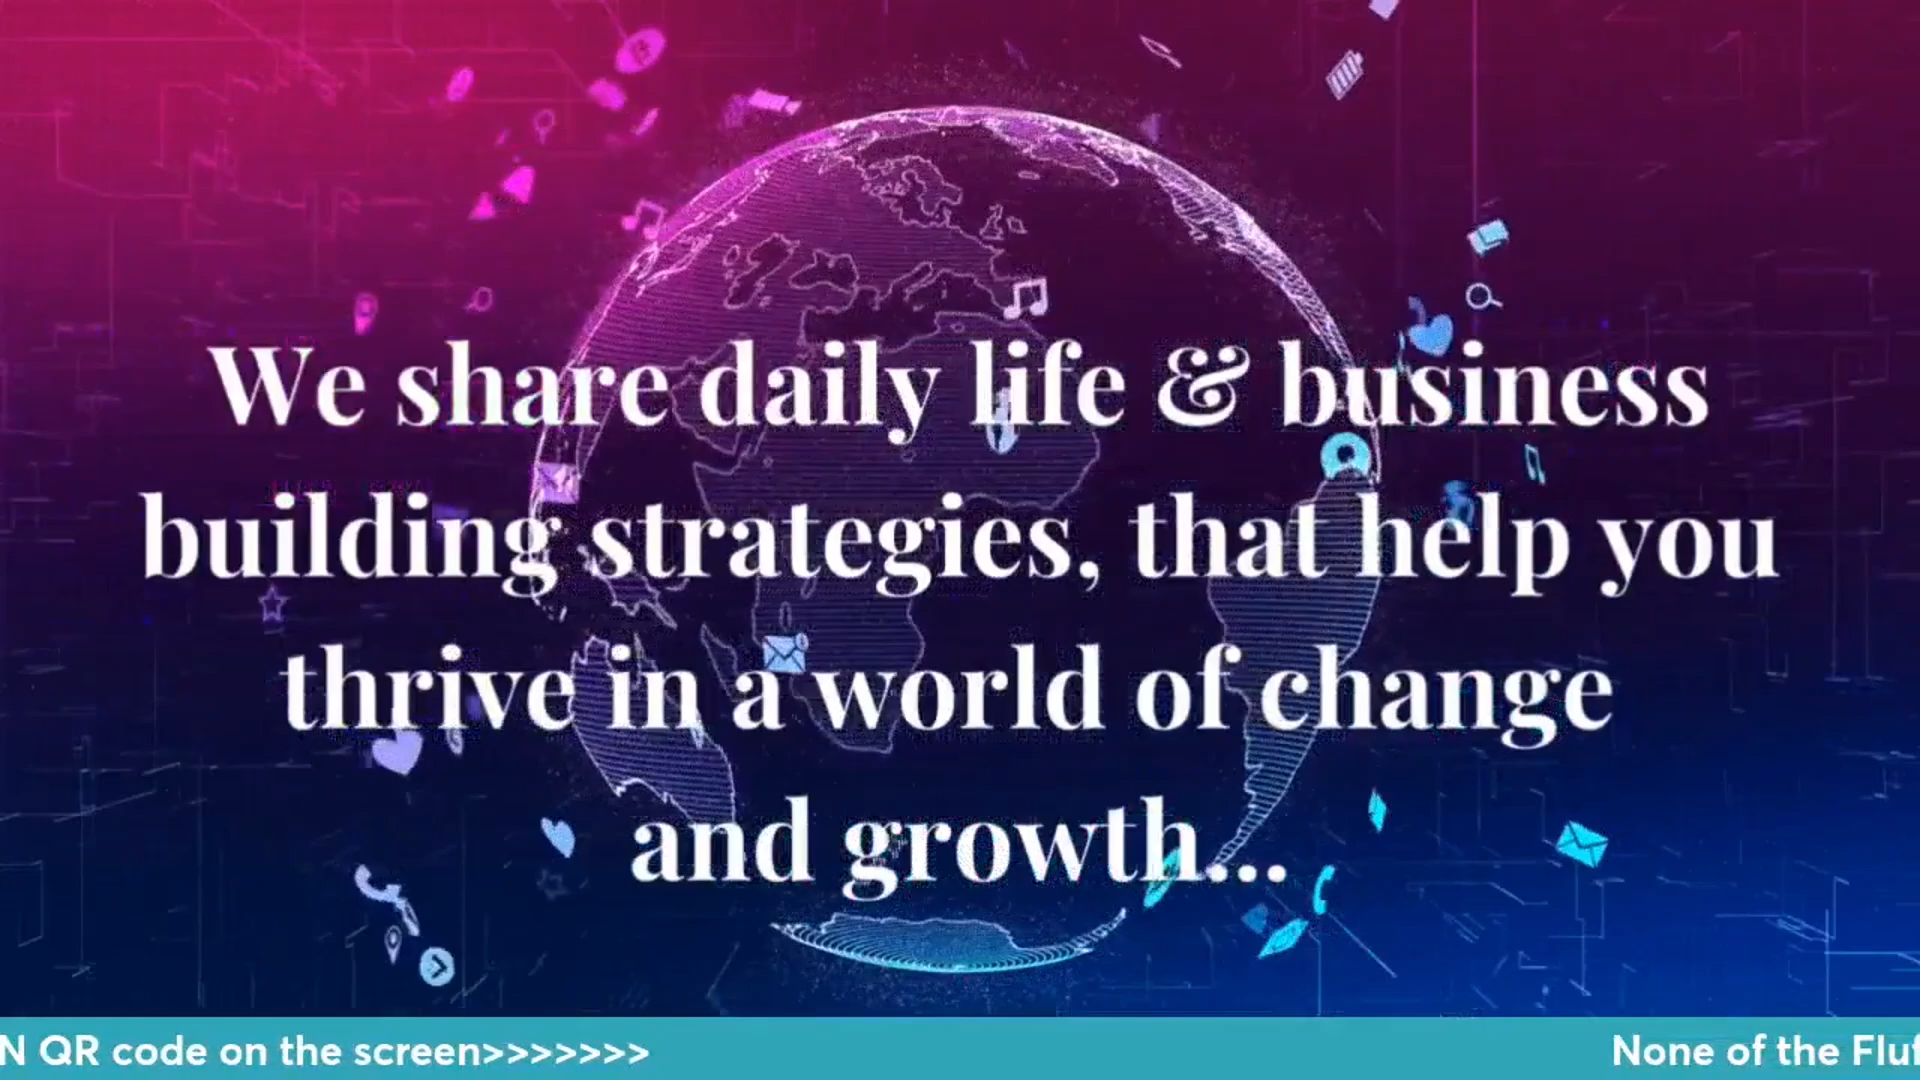 We share daily life & business
building strategies, that help you
thrive in a world of change
and growth...
QR code on the screen>>>>>>> None of the